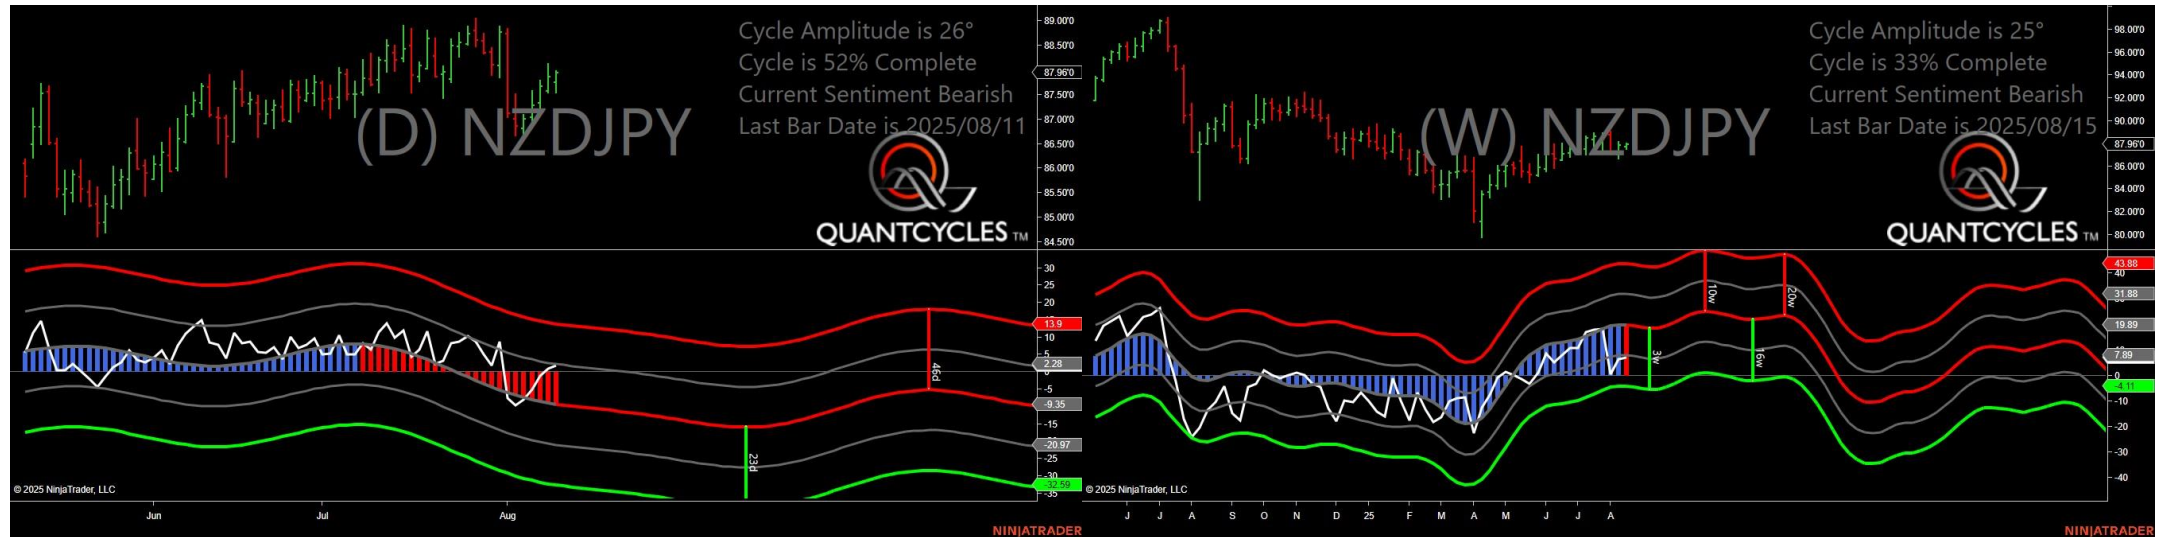 Cycle Amplitude is 26°
Cycle is 52% Complete
Current Sentiment Bearish
Last Bar Date is 2025/08/11
(D) NZDJPY
QUANTCYCLES TM
89.00'0
88.50'0
87.96'0
87.50'0
87.00'0
86.50'0
86.00'0
85.50'0
85.00'0
84.50'0
30
25
20
13.9
10
5
2.28
-5
-9.35
-15
-20.97
-25
-30
-32.59
-35
46d
23d
© 2025 NinjaTrader, LLC
Jun Jul Aug
NINJATRADER
Cycle Amplitude is 25°
Cycle is 33% Complete
Current Sentiment Bearish
Last Bar Date is 2025/08/15
(W) NZDJPY
QUANTCYCLES TM
98.00'0
96.00'0
94.00'0
92.00'0
90.00'0
87.96'0
86.00'0
84.00'0
82.00'0
80.00'0
43.88
40
31.88
19.89
7.89
0
-4.11
-10
-20
-30
-40
10w
20w
3w
16w
© 2025 NinjaTrader, LLC
J J A S O N D 25 F M A M J J A
NINJATRADER